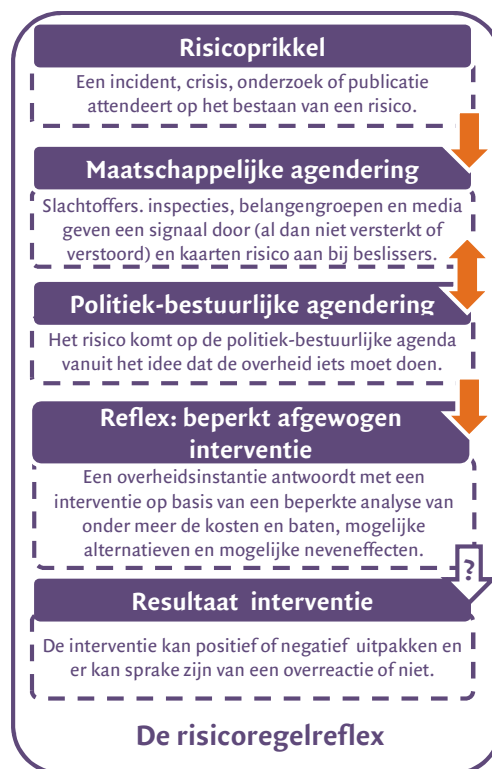 Risicoprikkel
Een incident, crisis, onderzoek of publicatie
attendeert op het bestaan van een risico.
Maatschappelijke agendering
Slachtoffers. inspecties, belangengroepen en media
geven een signaal door (al dan niet versterkt of
verstoord) en kaarten risico aan bij beslissers.
Politiek-bestuurlijke agendering
Het risico komt op de politiek-bestuurlijke agenda
vanuit het idee dat de overheid iets moet doen.
Reflex: beperkt afgewogen
interventie
Een overheidsinstantie antwoordt met een
interventie op basis van een beperkte analyse van
onder meer de kosten en baten, mogelijke
alternatieven en mogelijke neveneffecten.
?
Resultaat interventie
De interventie kan positief of negatief uitpakken en
er kan sprake zijn van een overreactie of niet.
De risicoregelreflex